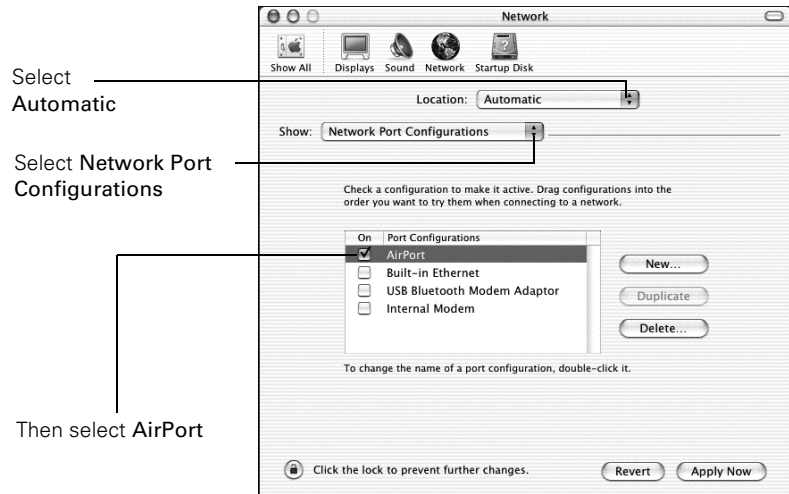 Network
Show All Displays Sound Network Startup Disk
Select
Automatic
Location: Automatic
Show: Network Port Configurations
Select Network Port
Configurations
Check a configuration to make it active. Drag configurations into the
order you want to try them when connecting to a network.
On Port Configurations
AirPort
Built-in Ethernet
USB Bluetooth Modem Adaptor
Internal Modem
New...
Duplicate
Delete...
To change the name of a port configuration, double-click it.
Then select AirPort
Click the lock to prevent further changes.
Revert Apply Now